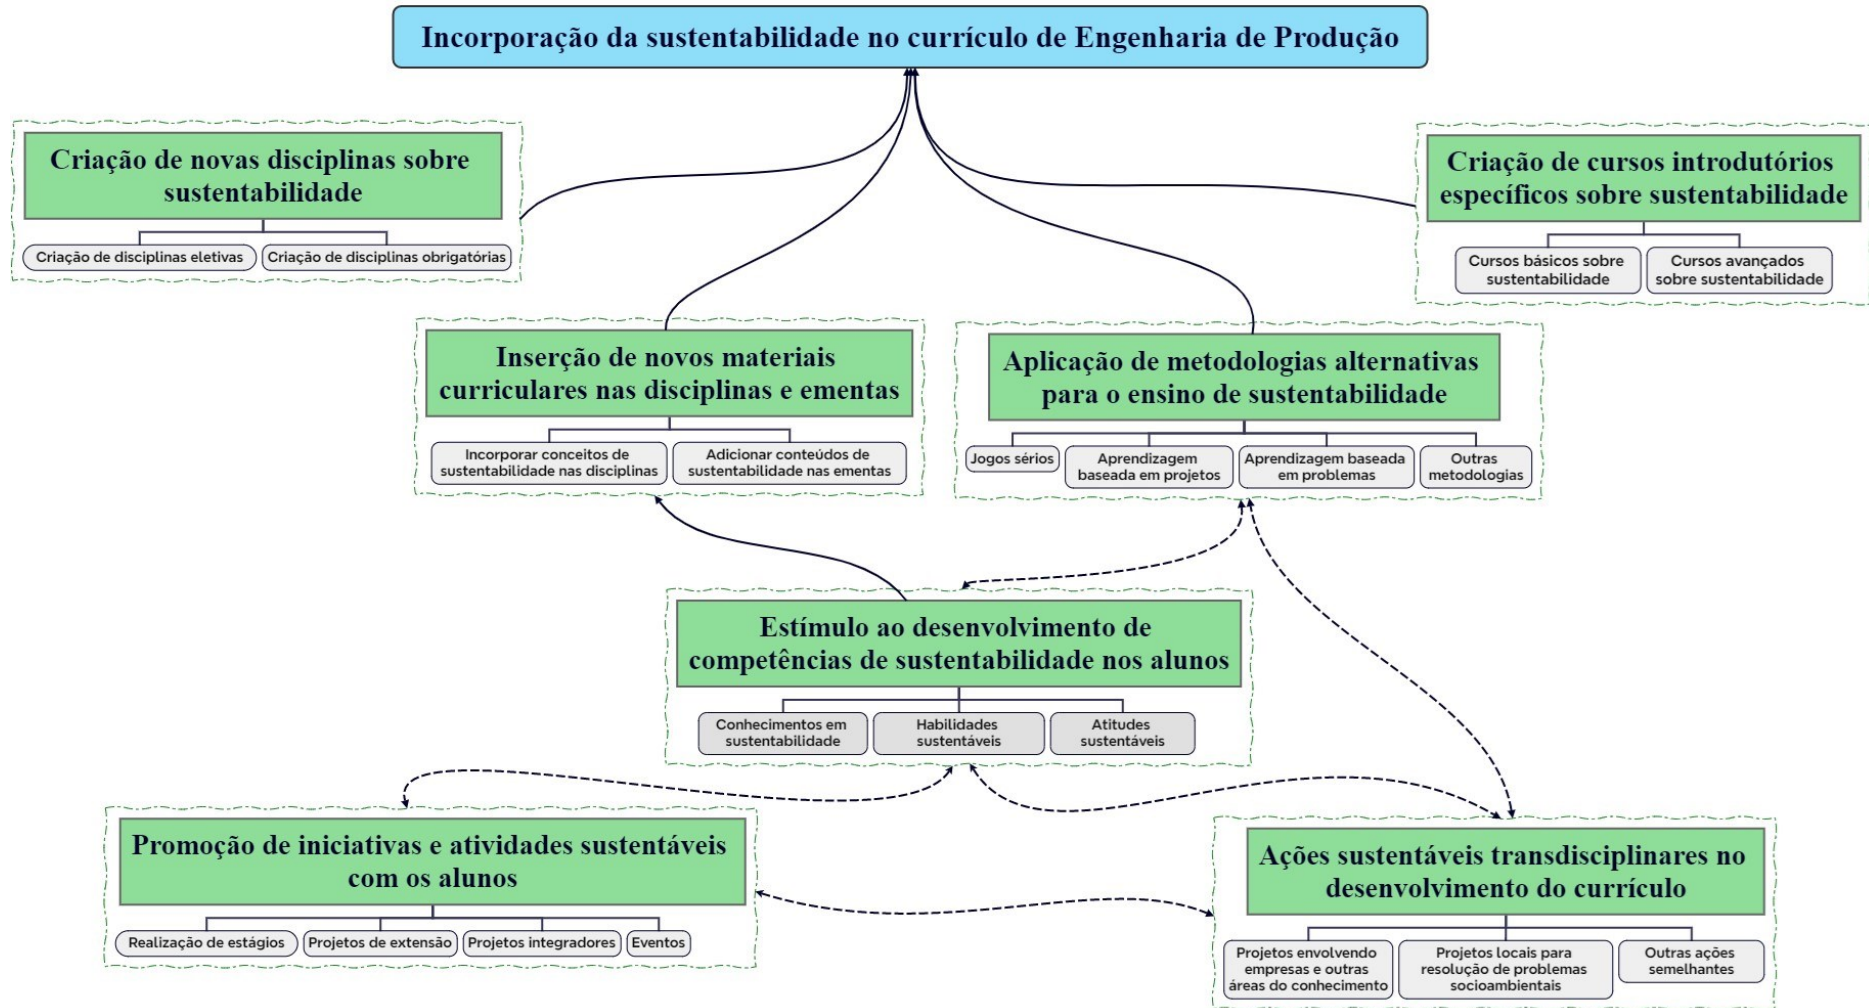 Incorporação da sustentabilidade no currículo de Engenharia de Produção
Criação de novas disciplinas sobre
sustentabilidade
Criação de disciplinas eletivas
Criação de disciplinas obrigatórias
Criação de cursos introdutórios
específicos sobre sustentabilidade
Cursos básicos sobre
sustentabilidade
Cursos avançados
sobre sustentabilidade
Inserção de novos materiais
curriculares nas disciplinas e ementas
Incorporar conceitos de
sustentabilidade nas disciplinas
Adicionar conteúdos de
sustentabilidade nas ementas
Aplicação de metodologias alternativas
para o ensino de sustentabilidade
Jogos sérios
Aprendizagem
baseada em projetos
Aprendizagem baseada
em problemas
Outras
metodologias
Estímulo ao desenvolvimento de
competências de sustentabilidade nos alunos
Conhecimentos em
sustentabilidade
Habilidades
sustentáveis
Atitudes
sustentáveis
Promoção de iniciativas e atividades sustentáveis
com os alunos
Realização de estágios
Projetos de extensão
Projetos integradores
Eventos
Ações sustentáveis transdisciplinares no
desenvolvimento do currículo
Projetos envolvendo
empresas e outras
áreas do conhecimento
Projetos locais para
resolução de problemas
socioambientais
Outras ações
semelhantes